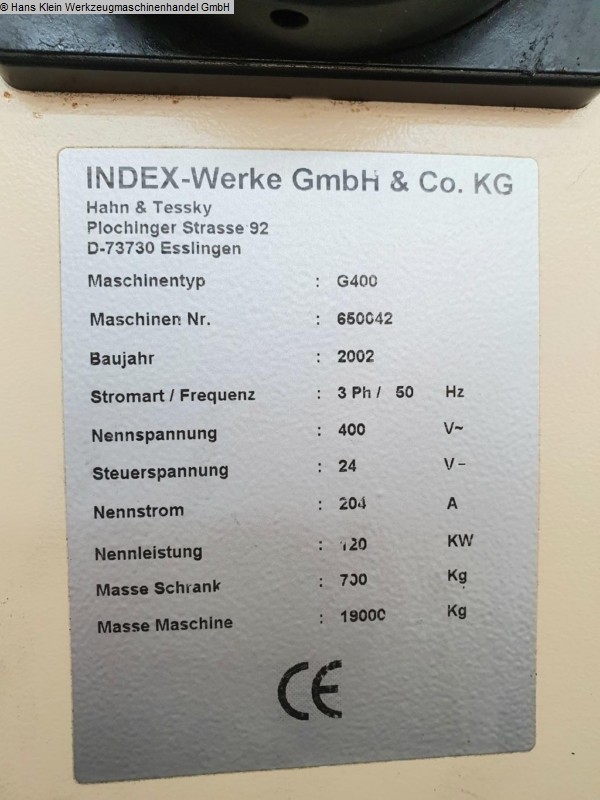 © Hans Klein Werkzeugmaschinenhandel GmbH
INDEX-Werke GmbH & Co. KG
Hahn & Tessky
Plochinger Strasse 92
D-73730 Esslingen
Maschinentyp : G400
Maschinen Nr. : 650042
Baujahr : 2002
Stromart / Frequenz : 3 Ph / 50 Hz
Nennspannung : 400 V~
Steuerspannung : 24 V-
Nennstrom : 204 A
Nennleistung : 120 KW
Masse Schrank : 700 Kg
Masse Maschine : 19000 Kg
CE